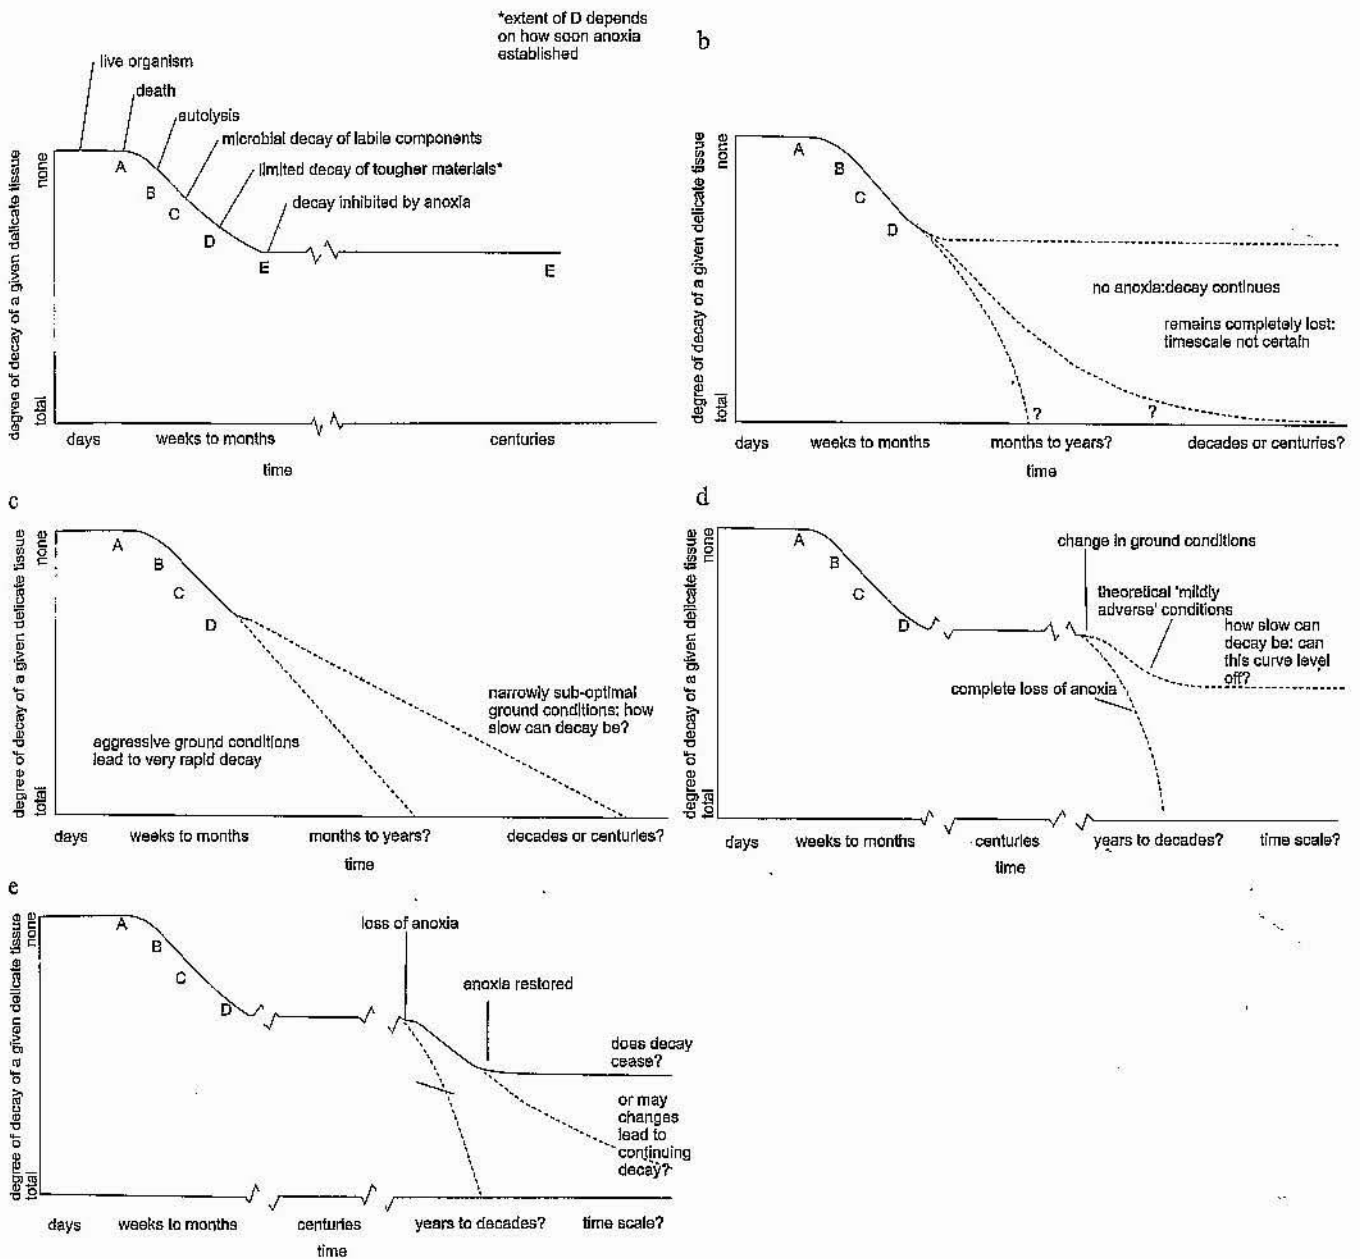 *extent of D depends
on how soon anoxia
established
live organism
death
autolysis
microbial decay of labile components
limited decay of tougher materials*
decay inhibited by anoxia
A
B
C
D
E
E
degree of decay of a given delicate tissue
none
total
days
weeks to months
centuries
time
b
A
B
C
D
no anoxia:decay continues
remains completely lost:
timescale not certain
?
?
degree of decay of a given delicate tissue
none
total
days
weeks to months
months to years?
decades or centuries?
time
c
A
B
C
D
narrowly sub-optimal
ground conditions: how
slow can decay be?
aggressive ground conditions
lead to very rapid decay
degree of decay of a given delicate tissue
none
total
days
weeks to months
months to years?
decades or centuries?
time
d
A
B
C
D
change in ground conditions
theoretical 'mildly
adverse' conditions
how slow can
decay be: can
this curve level
off?
complete loss of anoxia
degree of decay of a given delicate tissue
none
total
days
weeks to months
centuries
years to decades?
time scale?
time
e
A
B
C
D
loss of anoxia
anoxia restored
does decay
cease?
or may
changes
lead to
continuing
decay?
degree of decay of a given delicate tissue
none
total
days
weeks to months
centuries
years to decades?
time scale?
time